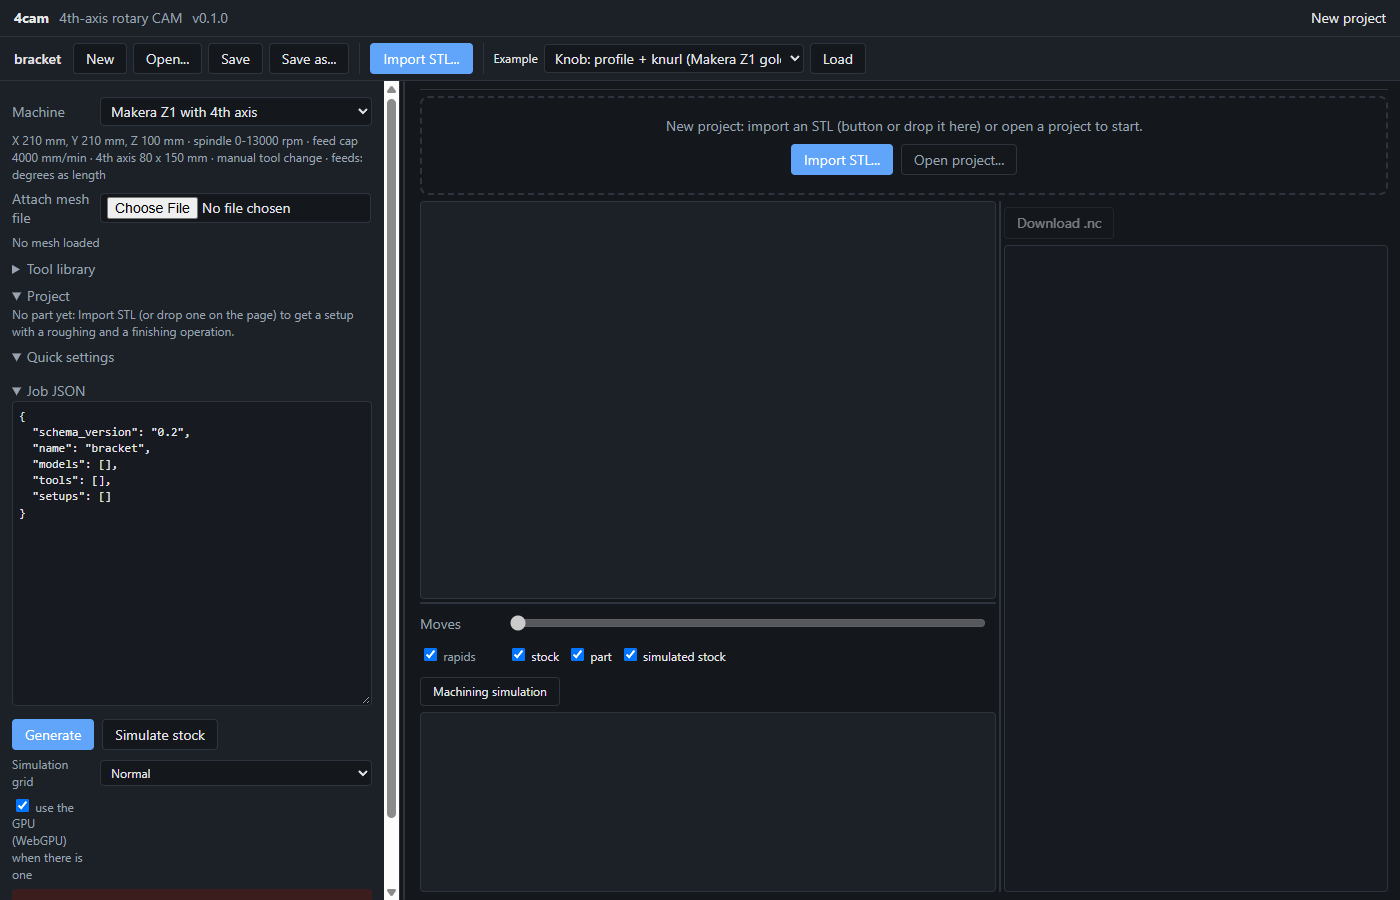 4cam 4th-axis rotary CAM v0.1.0 New project
bracket New Open... Save Save as... Import STL... Example Knob: profile + knurl (Makera Z1 gol Load
Machine Makera Z1 with 4th axis
X 210 mm, Y 210 mm, Z 100 mm · spindle 0-13000 rpm · feed cap
4000 mm/min · 4th axis 80 x 150 mm · manual tool change · feeds:
degrees as length
Attach mesh
file Choose File No file chosen
No mesh loaded
Tool library
Project
No part yet: Import STL (or drop one on the page) to get a setup
with a roughing and a finishing operation.
Quick settings
Job JSON
{
"schema_version": "0.2",
"name": "bracket",
"models": [],
"tools": [],
"setups": []
}
Generate Simulate stock
Simulation
grid Normal
use the
GPU
(WebGPU)
when there is
one
New project: import an STL (button or drop it here) or open a project to start.
Import STL... Open project...
Moves
rapids stock part simulated stock
Machining simulation
Download .nc